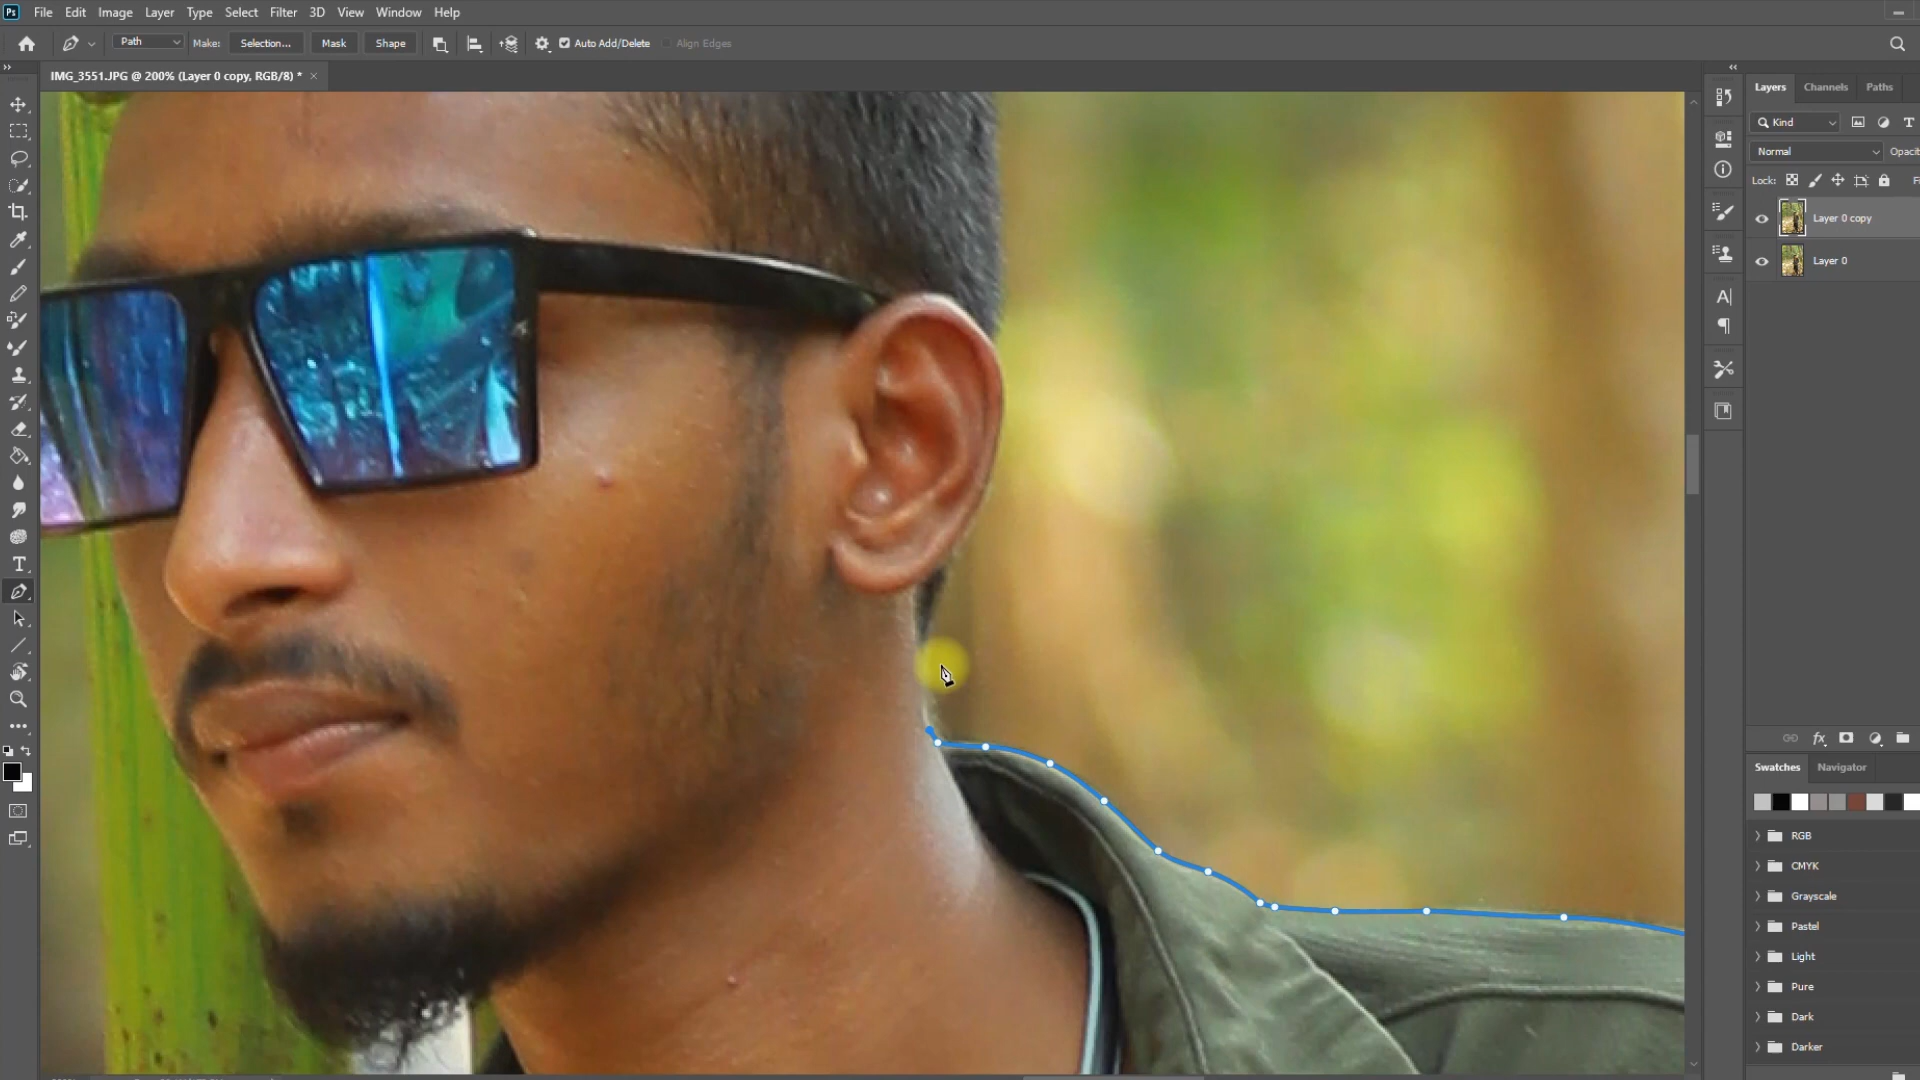 Ps File Edit Image Layer Type Select Filter 3D View Window Help
Path Make: Selection... Mask Shape Auto Add/Delete Align Edges
IMG_3551.JPG @ 200% (Layer 0 copy, RGB/8) * ×
Layers Channels Paths
Kind
Normal Opacit
Lock: Fi
Layer 0 copy
Layer 0
fx
Swatches Navigator
RGB
CMYK
Grayscale
Pastel
Light
Pure
Dark
Darker